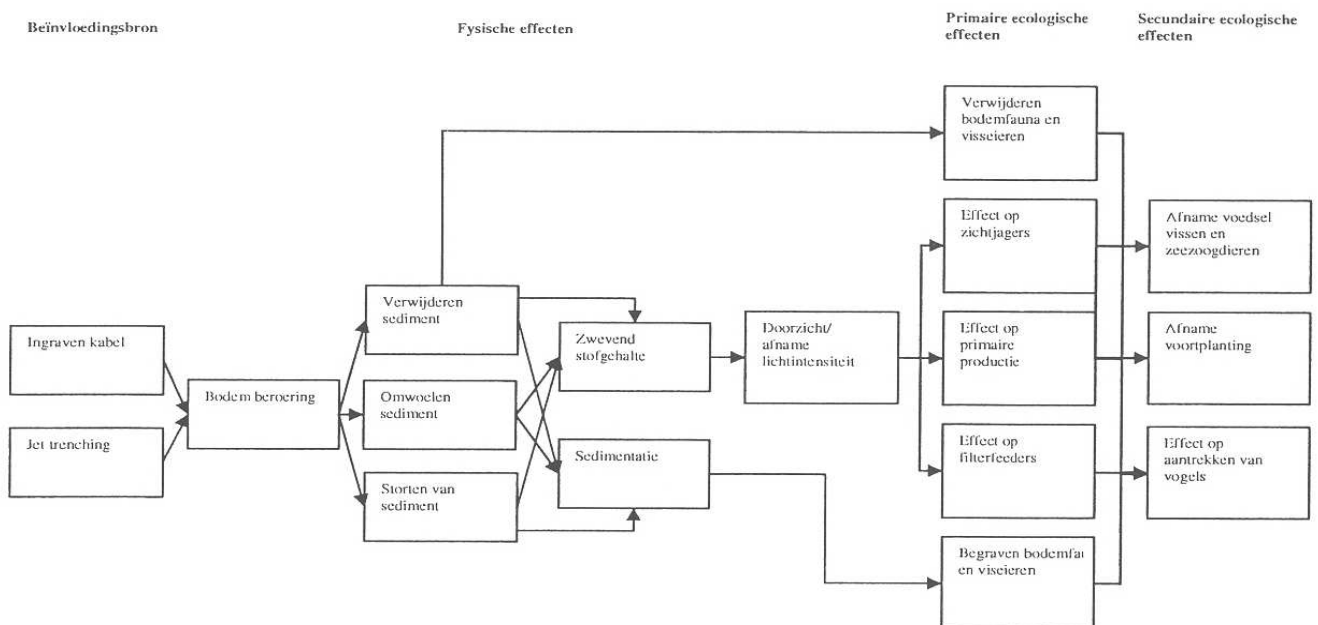 Beïnvloedingsbron
Fysische effecten
Primaire ecologische
effecten
Secundaire ecologische
effecten
Verwijderen
bodemfauna en
visseieren
Effect op
zichtjagers
Afname voedsel
vissen en
zeezoogdieren
Verwijderen
sediment
Ingraven kabel
Zwevend
stofgehalte
Doorzicht/
afname
lichtintensiteit
Effect op
primaire
productie
Afname
voortplanting
Bodem beroering
Omwoelen
sediment
Jet trenching
Sedimentatie
Effect op
filterfeeders
Effect op
aantrekken van
vogels
Storten van
sediment
Begraven bodemfau
en viseieren